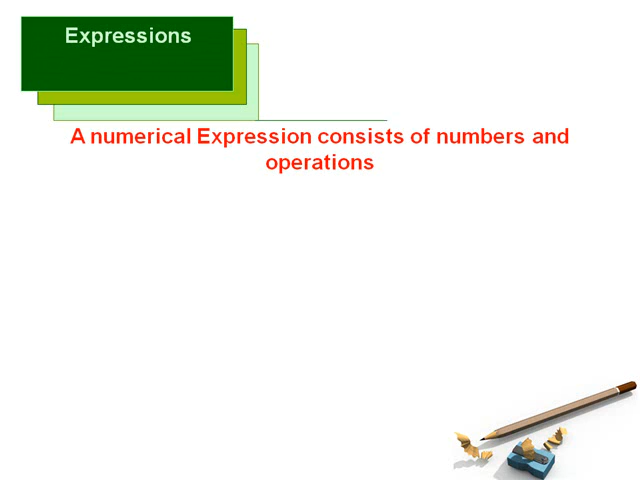 Expressions
A numerical Expression consists of numbers and
operations